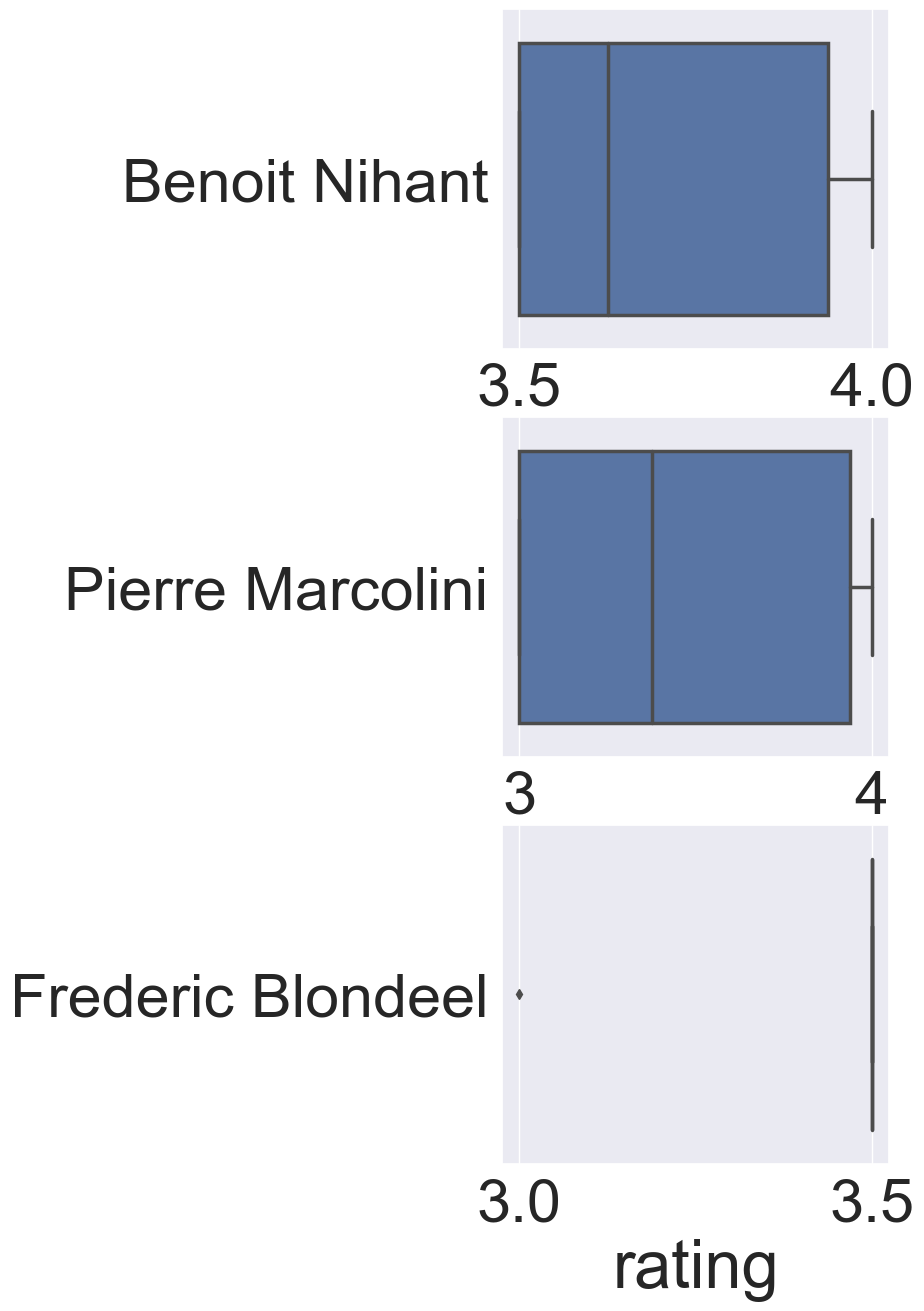 Benoit Nihant
3.5 4.0
Pierre Marcolini
3 4
Frederic Blondeel
3.0 3.5
rating